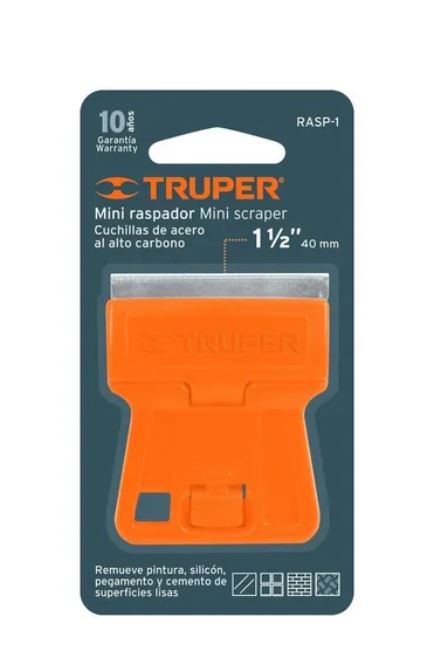 10 años
Garantía
Warranty
RASP-1
TRUPER®
Mini raspador Mini scraper
Cuchillas de acero
al alto carbono
1 ½" 40 mm
TRUPER
Remueve pintura, silicón,
pegamento y cemento de
superficies lisas